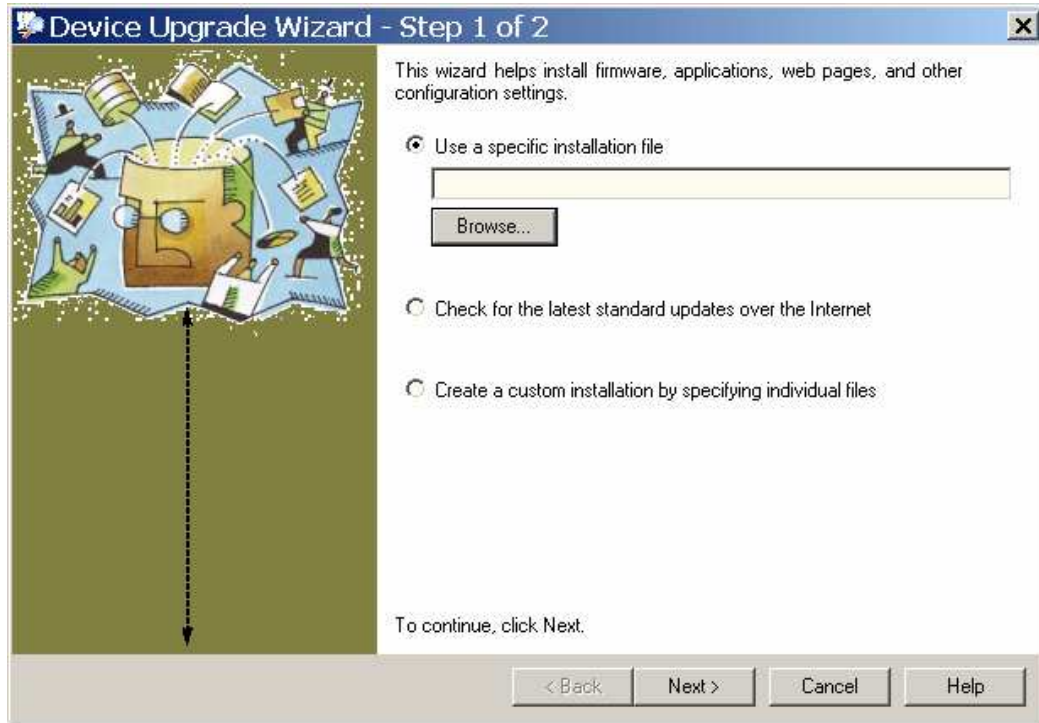 Device Upgrade Wizard - Step 1 of 2
This wizard helps install firmware, applications, web pages, and other
configuration settings.
Use a specific installation file
Browse...
Check for the latest standard updates over the Internet
Create a custom installation by specifying individual files
To continue, click Next.
< Back
Next >
Cancel
Help